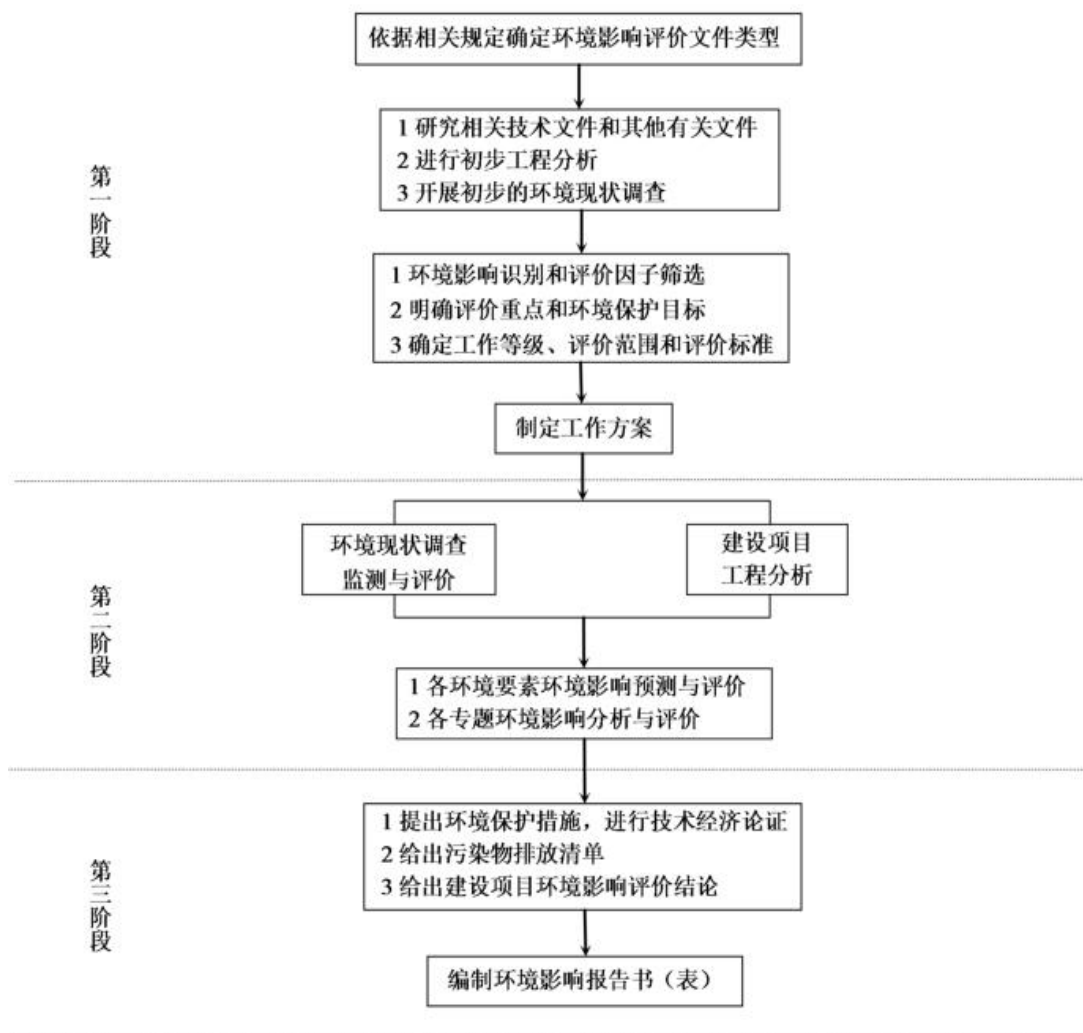 依据相关规定确定环境影响评价文件类型
1 研究相关技术文件和其他有关文件
2 进行初步工程分析
3 开展初步的环境现状调查
第一阶段
1 环境影响识别和评价因子筛选
2 明确评价重点和环境保护目标
3 确定工作等级、评价范围和评价标准
制定工作方案
环境现状调查
监测与评价
建设项目
工程分析
第二阶段
1 各环境要素环境影响预测与评价
2 各专题环境影响分析与评价
1 提出环境保护措施，进行技术经济论证
2 给出污染物排放清单
3 给出建设项目环境影响评价结论
第三阶段
编制环境影响报告书（表）